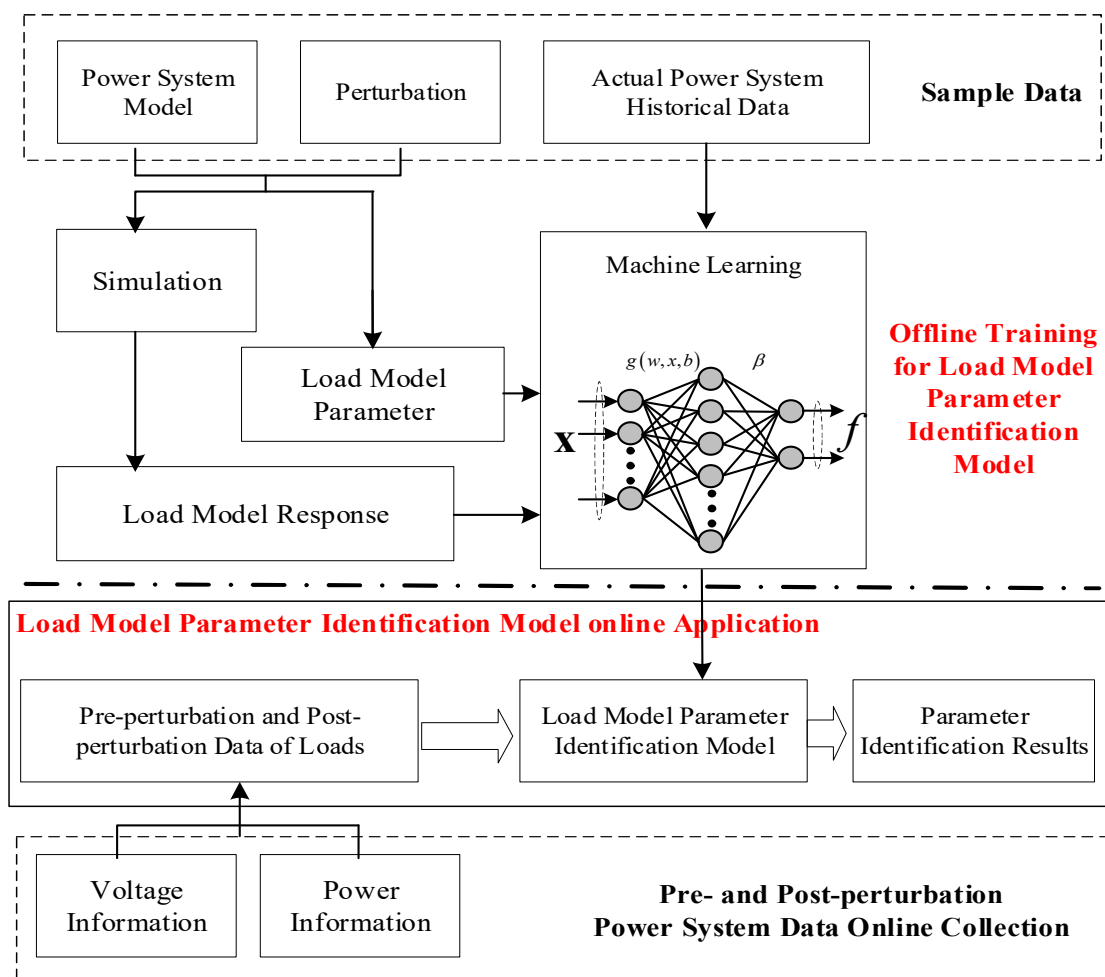 Power System
Model
Perturbation
Actual Power System
Historical Data
Sample Data
Simulation
Machine Learning
Load Model
Parameter
g(w, x, b)
β
x
f
Offline Training
for Load Model
Parameter
Identification
Model
Load Model Response
Load Model Parameter Identification Model online Application
Pre-perturbation and Post-
perturbation Data of Loads
Load Model Parameter
Identification Model
Parameter
Identification Results
Voltage
Information
Power
Information
Pre- and Post-perturbation
Power System Data Online Collection